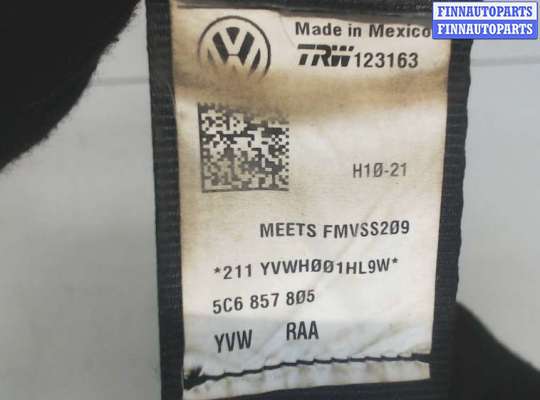 FINNAUTOPARTS
FINNAUTOPARTS
Made in Mexico
TRW 123163
H10-21
MEETS FMVSS209
*211 YVWH001HL9W*
5C6 857 805
YVW RAA